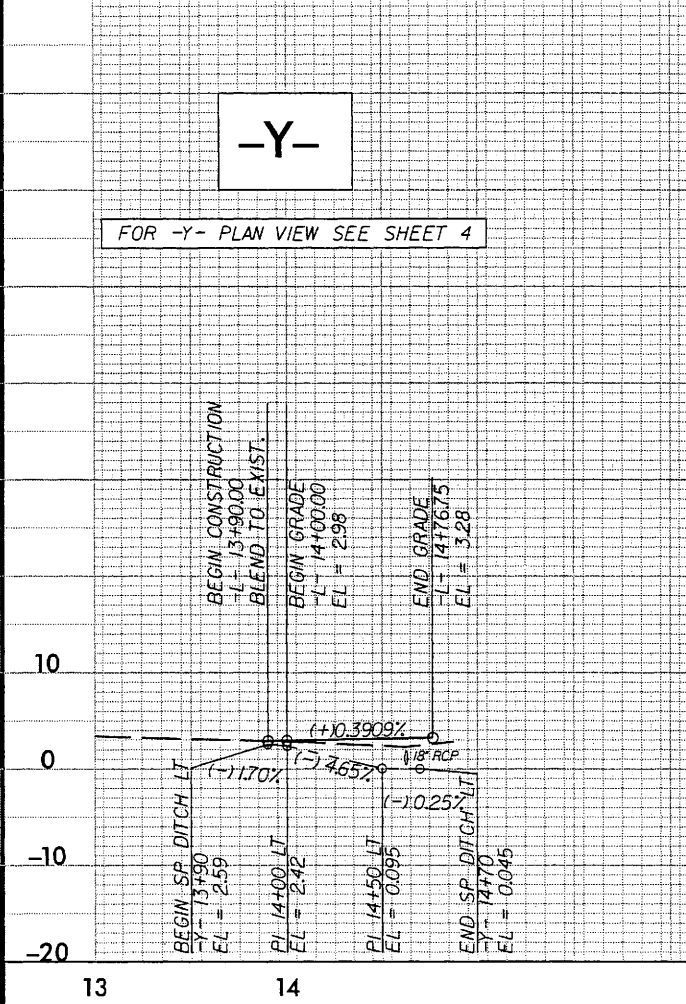 -Y-
FOR -Y- PLAN VIEW SEE SHEET 4
BEGIN CONSTRUCTION
-L- 13+90.00
BLEND TO EXIST.
BEGIN GRADE
-L- 14+00.00
EL = 2.98
END GRADE
-L- 14+76.75
EL = 3.28
10
0
-10
-20
(+)0.3909%
(-)1.70%
(-)4.65%
18" RCP
(-)0.25%
BEGIN SP DITCH LT
-Y- 13+90
EL = 2.59
PI 14+00 LT
EL = 2.42
PI 14+50 LT
EL = 0.095
END SP DITCH LT
-Y- 14+70
EL = 0.045
13
14